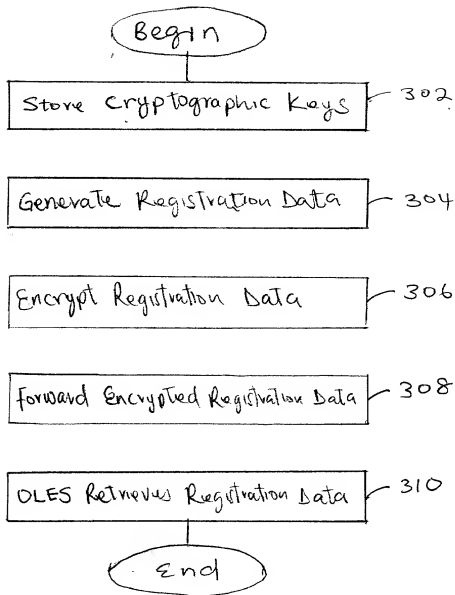 Begin
Store Cryptographic Keys 302
Generate Registration Data 304
Encrypt Registration Data 306
Forward Encrypted Registration Data 308
OLES Retrieves Registration Data 310
End